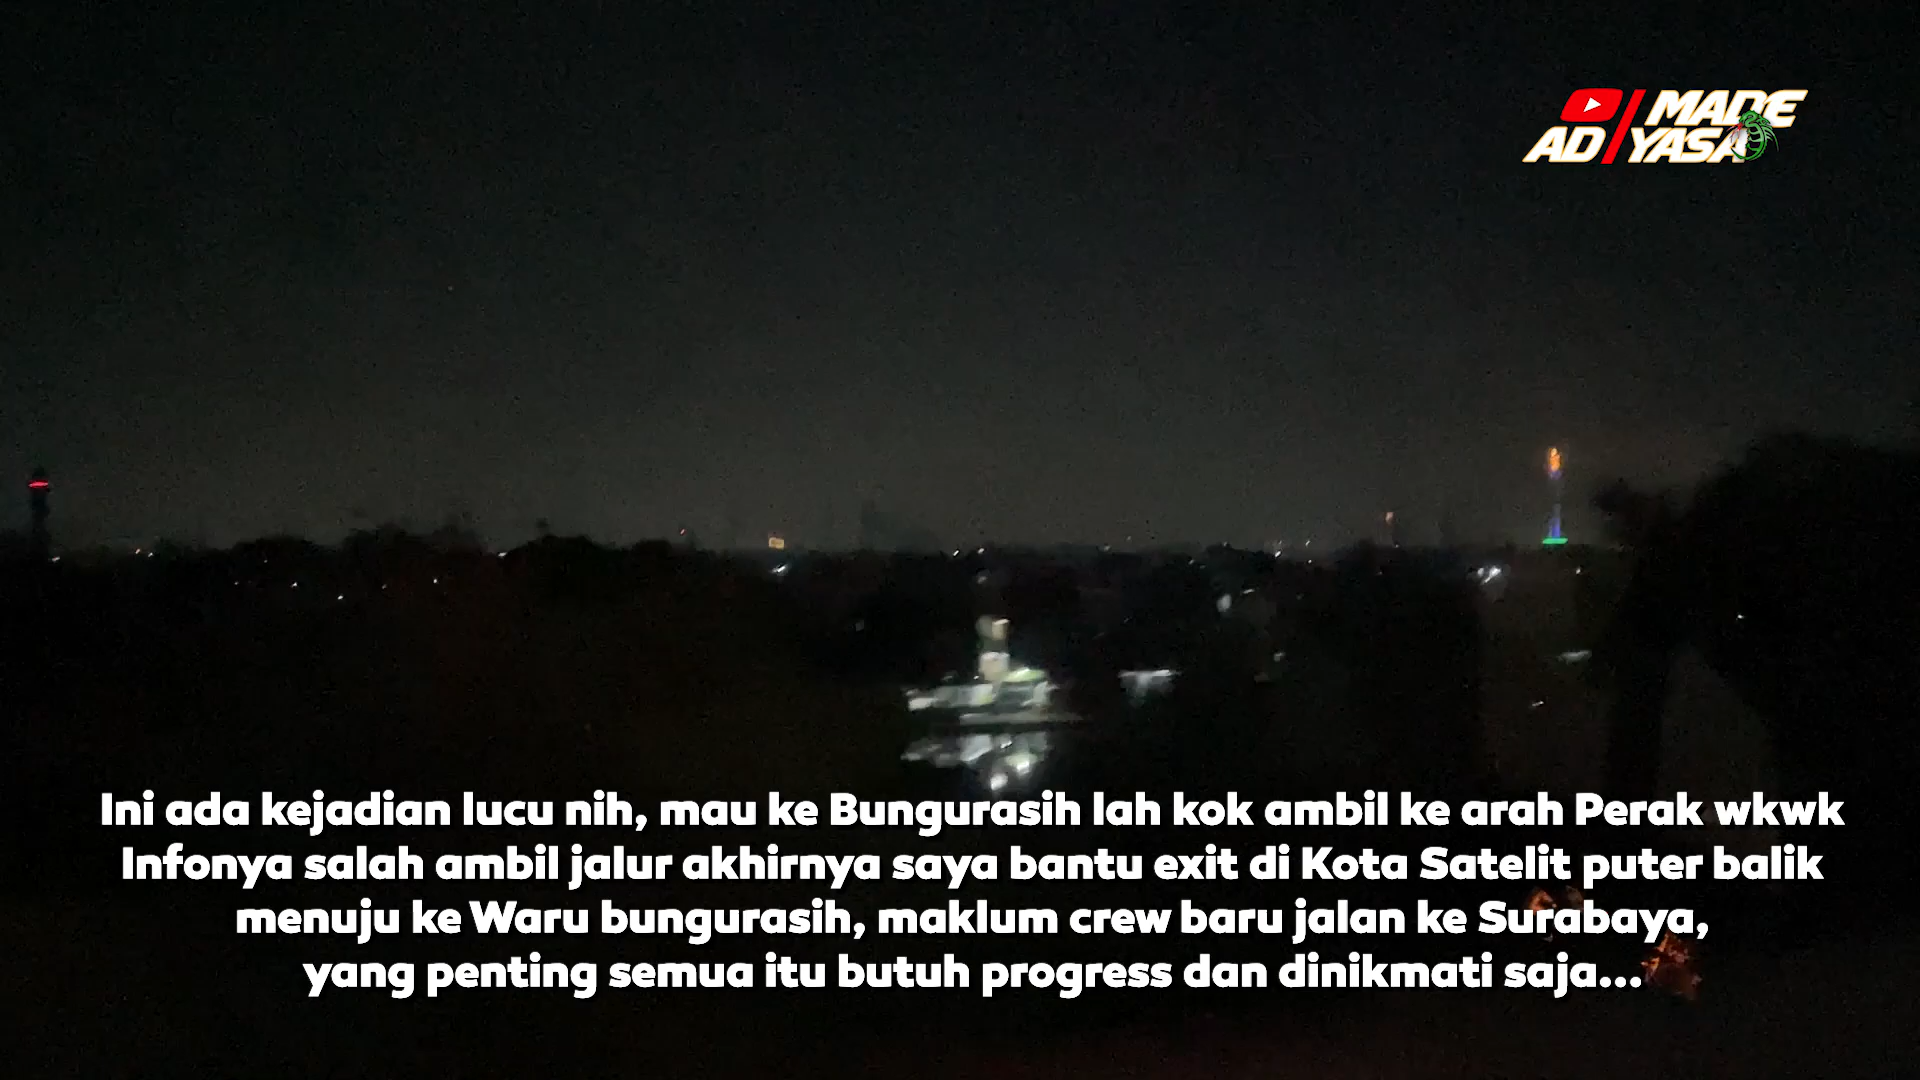 MADE
ADI YASA
Ini ada kejadian lucu nih, mau ke Bungurasih lah kok ambil ke arah Perak wkwk
Infonya salah ambil jalur akhirnya saya bantu exit di Kota Satelit puter balik
menuju ke Waru bungurasih, maklum crew baru jalan ke Surabaya,
yang penting semua itu butuh progress dan dinikmati saja...